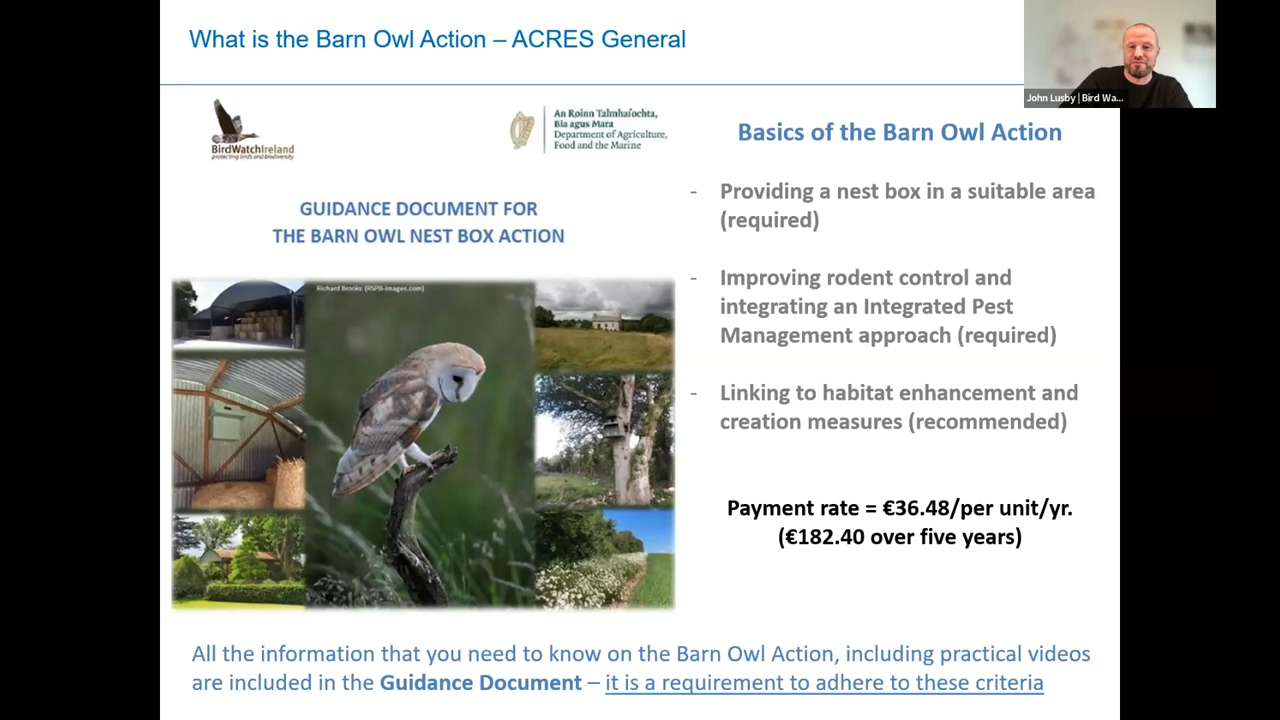 What is the Barn Owl Action – ACRES General
John Lusby | Bird Wa...
BirdWatchIreland
protecting birds and biodiversity
An Roinn Talmhaíochta,
Bia agus Mara
Department of Agriculture,
Food and the Marine
GUIDANCE DOCUMENT FOR
THE BARN OWL NEST BOX ACTION
Richard Brooks (RSPB-images.com)
Basics of the Barn Owl Action
- Providing a nest box in a suitable area
(required)
- Improving rodent control and
integrating an Integrated Pest
Management approach (required)
- Linking to habitat enhancement and
creation measures (recommended)
Payment rate = €36.48/per unit/yr.
(€182.40 over five years)
All the information that you need to know on the Barn Owl Action, including practical videos
are included in the Guidance Document – it is a requirement to adhere to these criteria